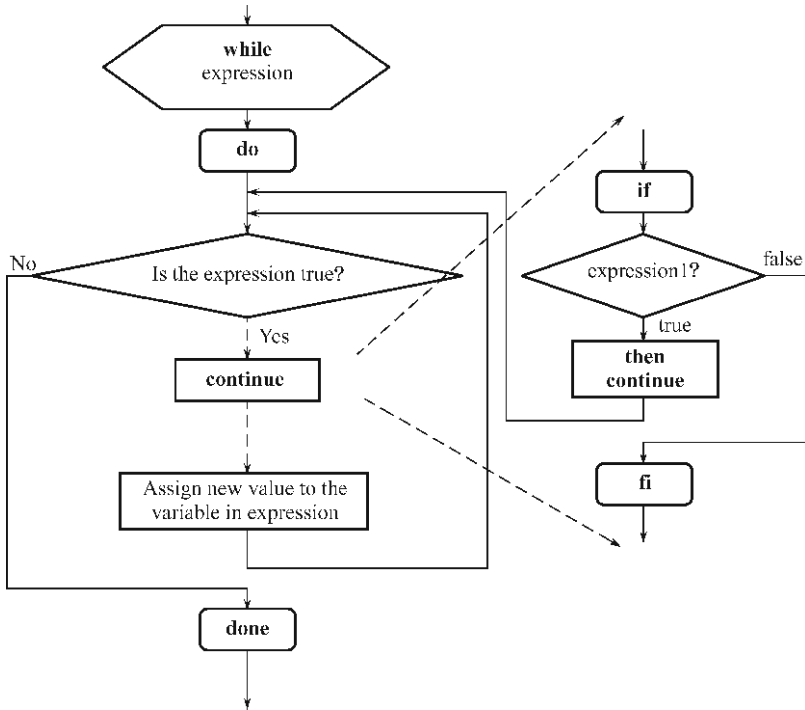 while
expression
do
No
Is the expression true?
Yes
continue
Assign new value to the
variable in expression
done
if
expression1?
false
true
then
continue
fi